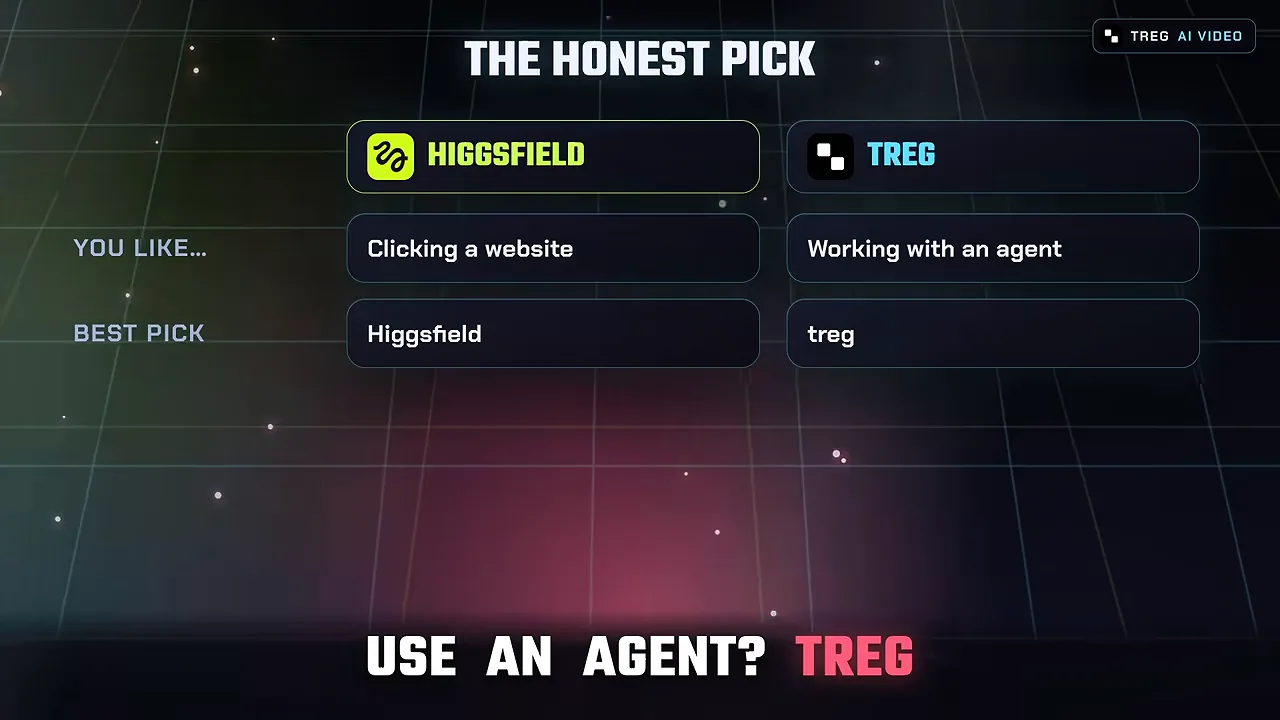 THE HONEST PICK
TREG AI VIDEO
HIGGSFIELD
TREG
YOU LIKE...
Clicking a website
Working with an agent
BEST PICK
Higgsfield
treg
USE AN AGENT? TREG